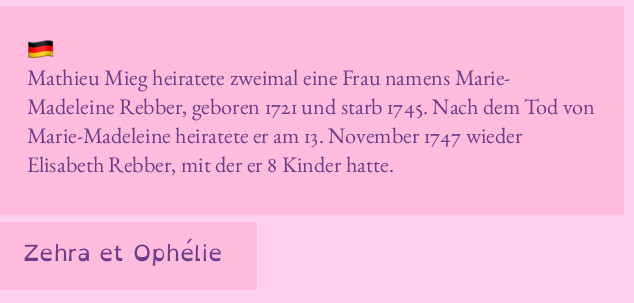 Mathieu Mieg heiratete zweimal eine Frau namens Marie-
Madeleine Rebber, geboren 1721 und starb 1745. Nach dem Tod von
Marie-Madeleine heiratete er am 13. November 1747 wieder
Elisabeth Rebber, mit der er 8 Kinder hatte.
Zehra et Ophélie